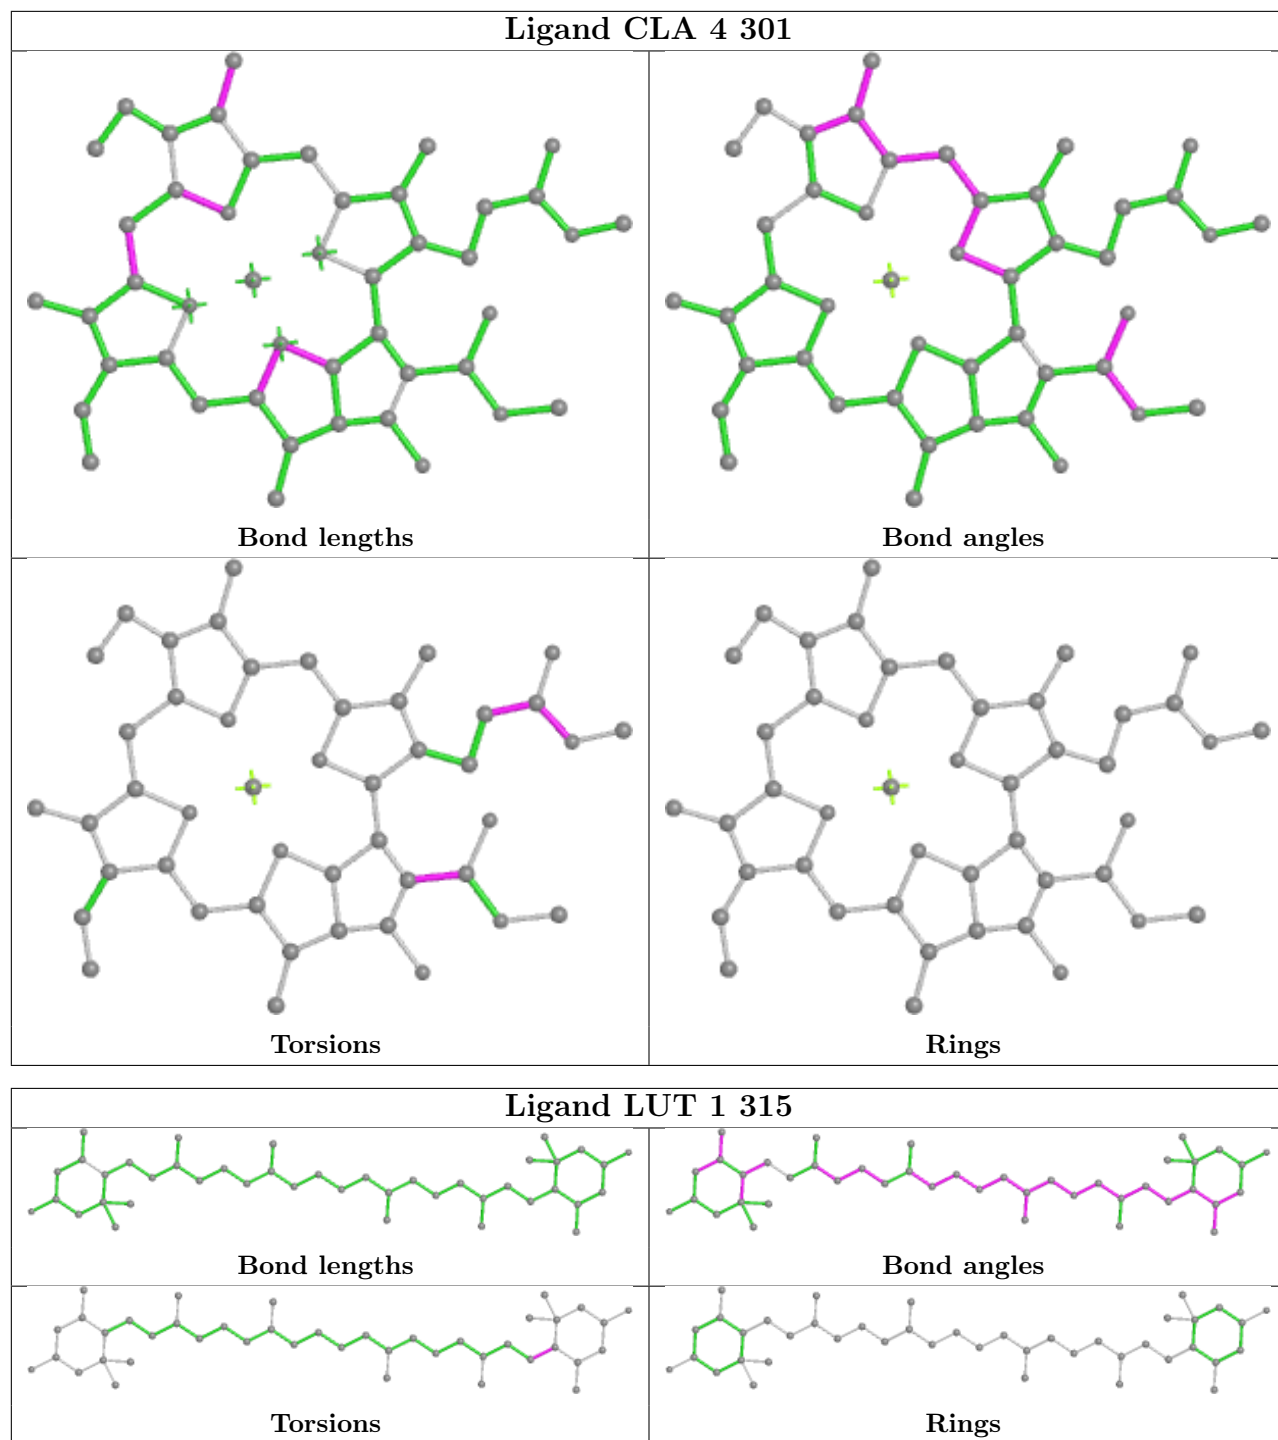 Ligand CLA 4 301
Bond lengths
Bond angles
Torsions
Rings
Ligand LUT 1 315
Bond lengths
Bond angles
Torsions
Rings